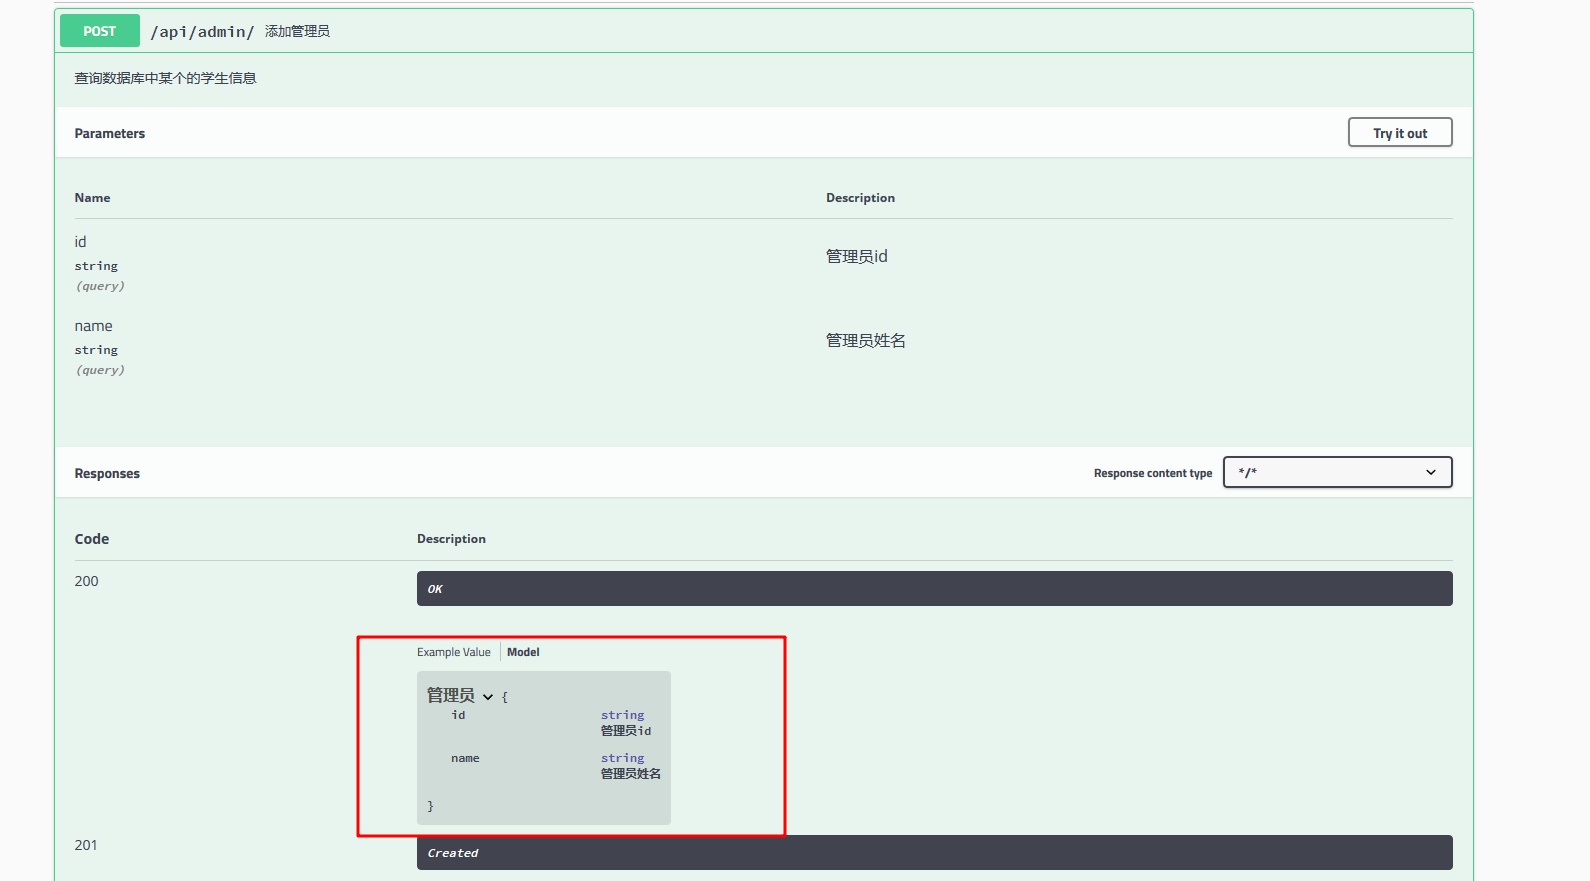 POST /api/admin/ 添加管理员
查询数据库中某个的学生信息
Parameters Try it out
Name Description
id
string
(query)
管理员id
name
string
(query)
管理员姓名
Responses Response content type */*
Code Description
200 OK
Example Value Model
管理员 {
id string
管理员id
name string
管理员姓名
}
201 Created